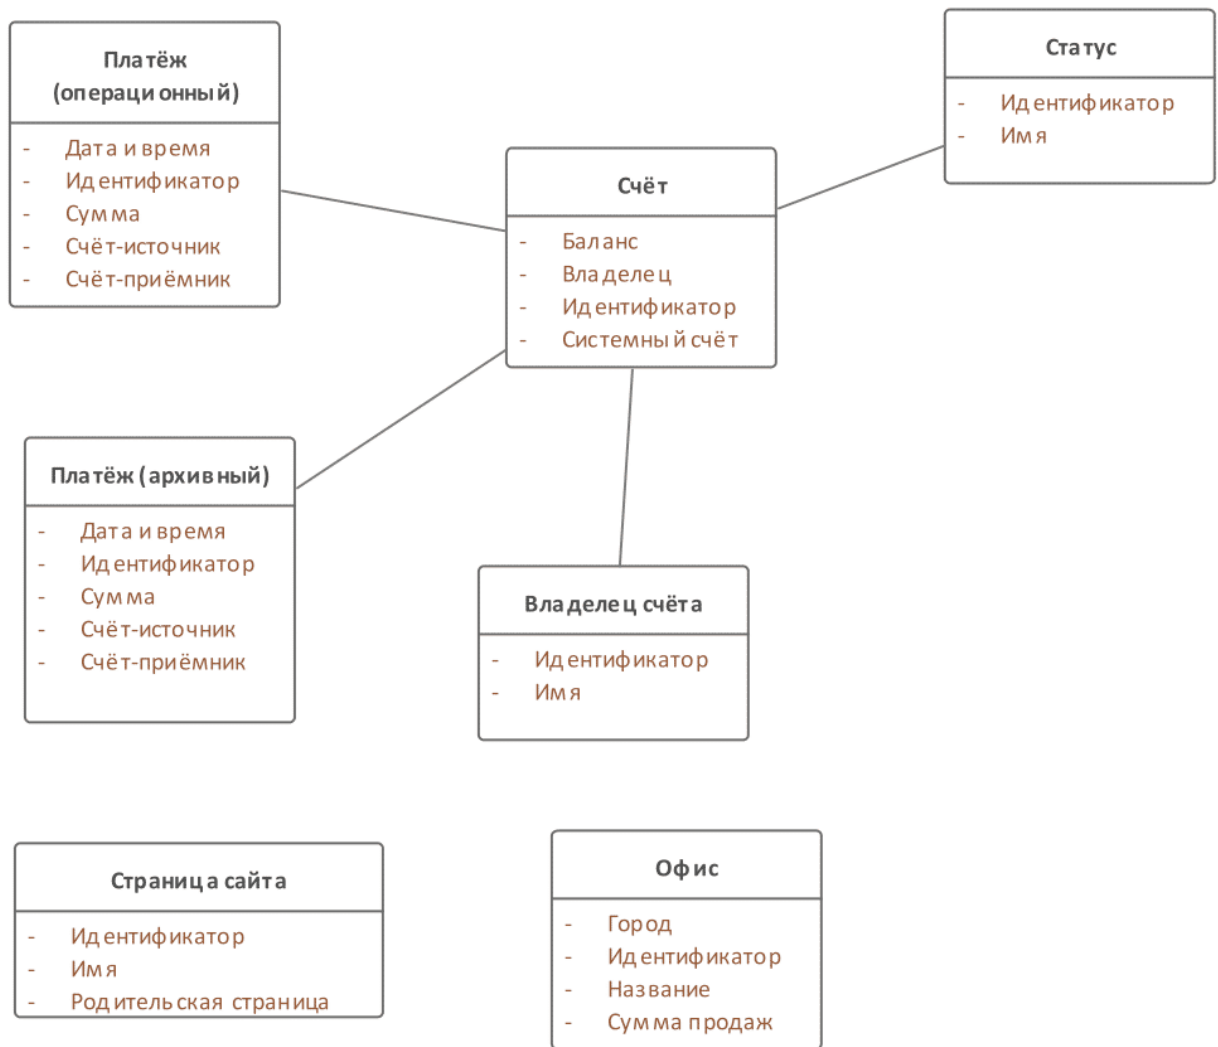 Платёж
(операционный)
- Дата и время
- Идентификатор
- Сумма
- Счёт-источник
- Счёт-приёмник
Статус
- Идентификатор
- Имя
Счёт
- Баланс
- Владелец
- Идентификатор
- Системный счёт
Платёж (архивный)
- Дата и время
- Идентификатор
- Сумма
- Счёт-источник
- Счёт-приёмник
Владелец счёта
- Идентификатор
- Имя
Страница сайта
- Идентификатор
- Имя
- Родительская страница
Офис
- Город
- Идентификатор
- Название
- Сумма продаж